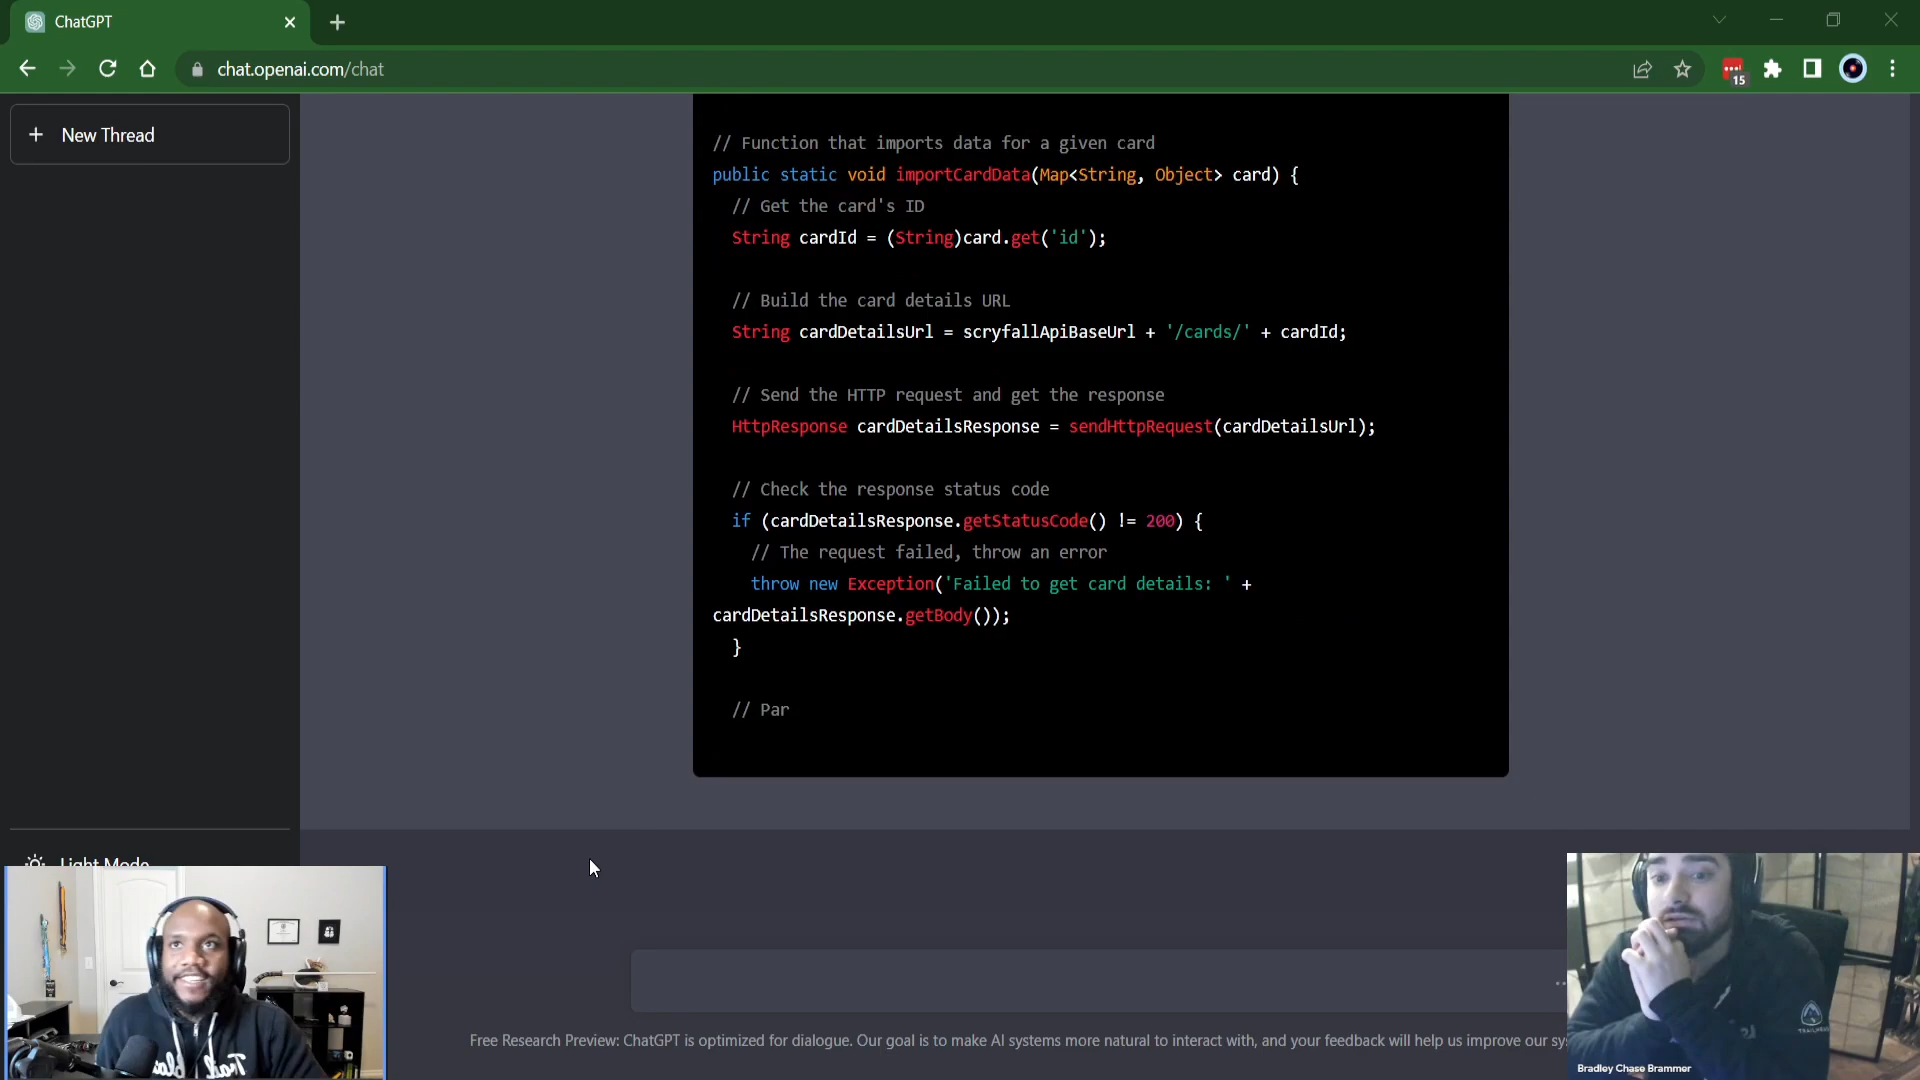 ChatGPT
chat.openai.com/chat
15
+ New Thread
// Function that imports data for a given card
public static void importCardData(Map<String, Object> card) {
// Get the card's ID
String cardId = (String)card.get('id');
// Build the card details URL
String cardDetailsUrl = scryfallApiBaseUrl + '/cards/' + cardId;
// Send the HTTP request and get the response
HttpResponse cardDetailsResponse = sendHttpRequest(cardDetailsUrl);
// Check the response status code
if (cardDetailsResponse.getStatusCode() != 200) {
// The request failed, throw an error
throw new Exception('Failed to get card details: ' +
cardDetailsResponse.getBody());
}
// Par
Light Mode
Free Research Preview: ChatGPT is optimized for dialogue. Our goal is to make AI systems more natural to interact with, and your feedback will help us improve our sy
Bradley Chase Brammer